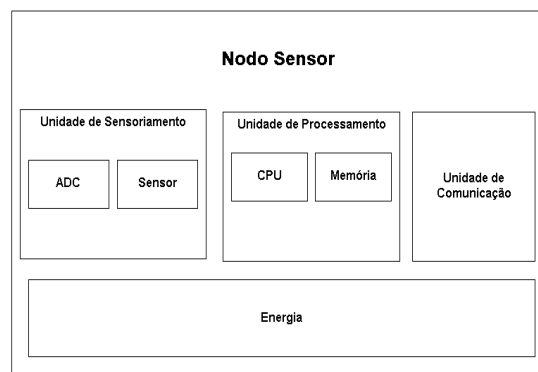 Nodo Sensor
Unidade de Sensoriamento
ADC
Sensor
Unidade de Processamento
CPU
Memória
Unidade de
Comunicação
Energia